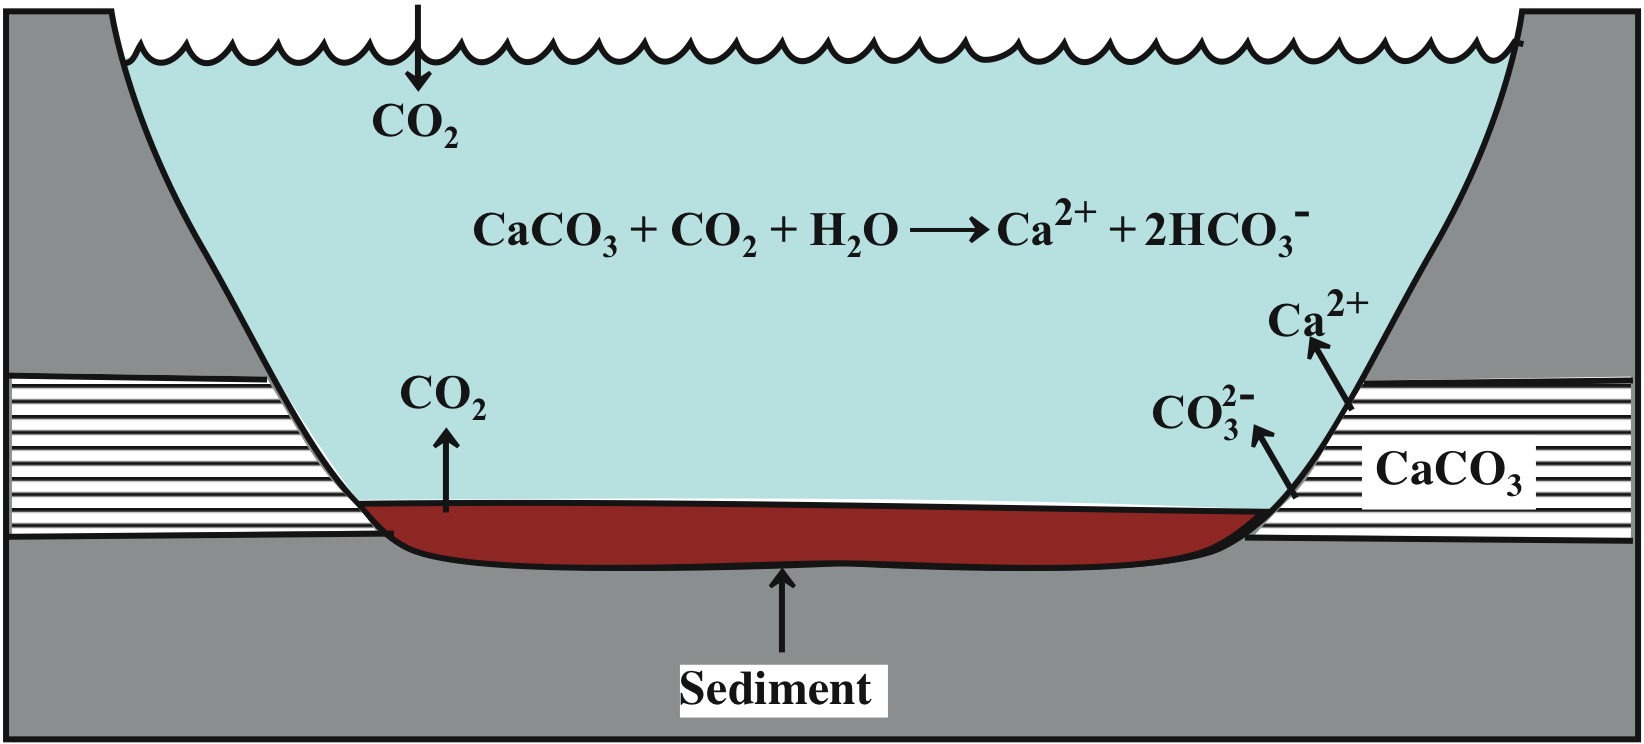 CO₂
CaCO₃ + CO₂ + H₂O → Ca²⁺ + 2HCO₃⁻
Ca²⁺
CO₂
CO₃²⁻
CaCO₃
Sediment